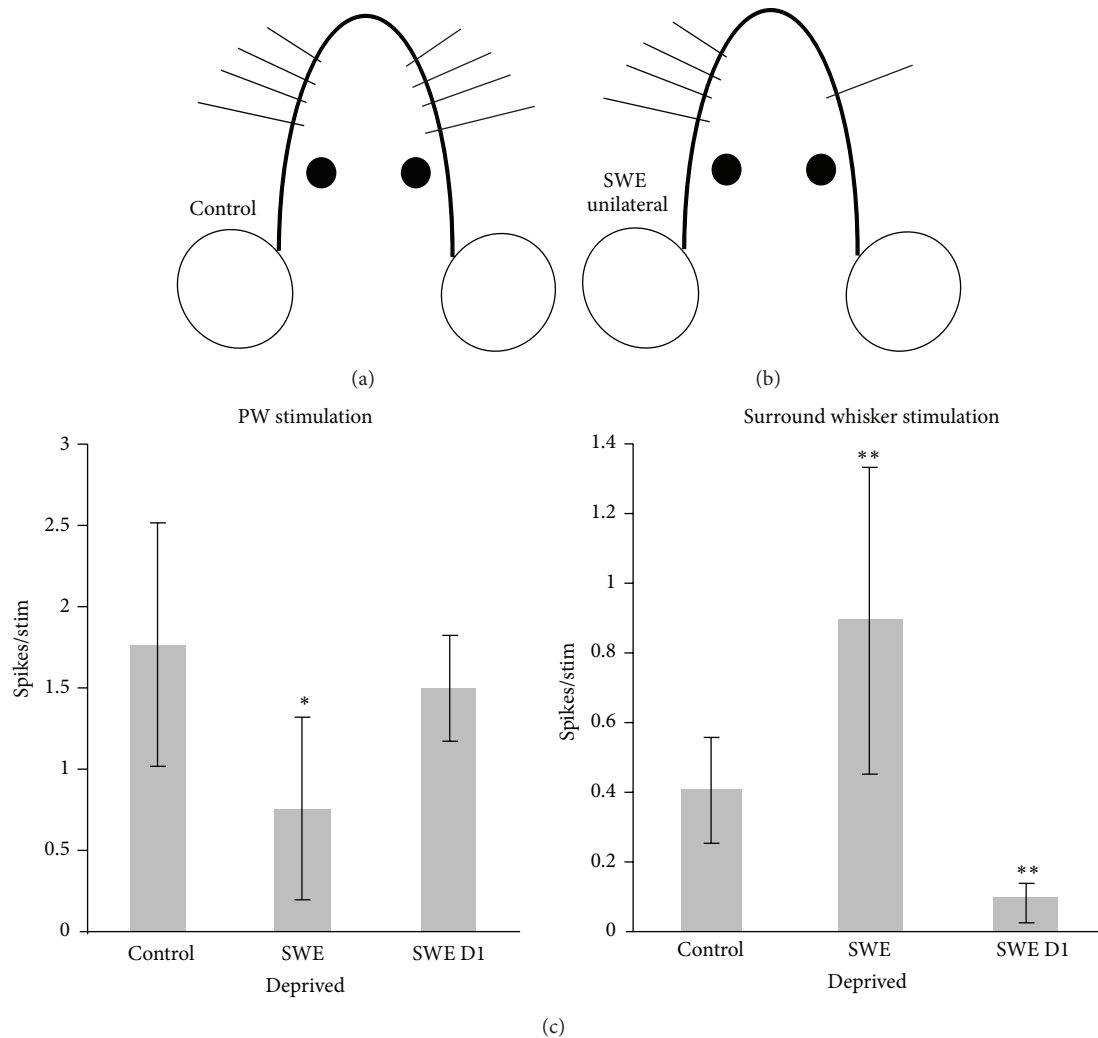 Control
SWE
unilateral
(a)
(b)
PW stimulation
3
2.5
2
1.5
1
0.5
0
Spikes/stim
*
Control
SWE
SWE D1
Deprived
Surround whisker stimulation
1.4
1.2
1
0.8
0.6
0.4
0.2
0
Spikes/stim
**
**
Control
SWE
SWE D1
Deprived
(c)